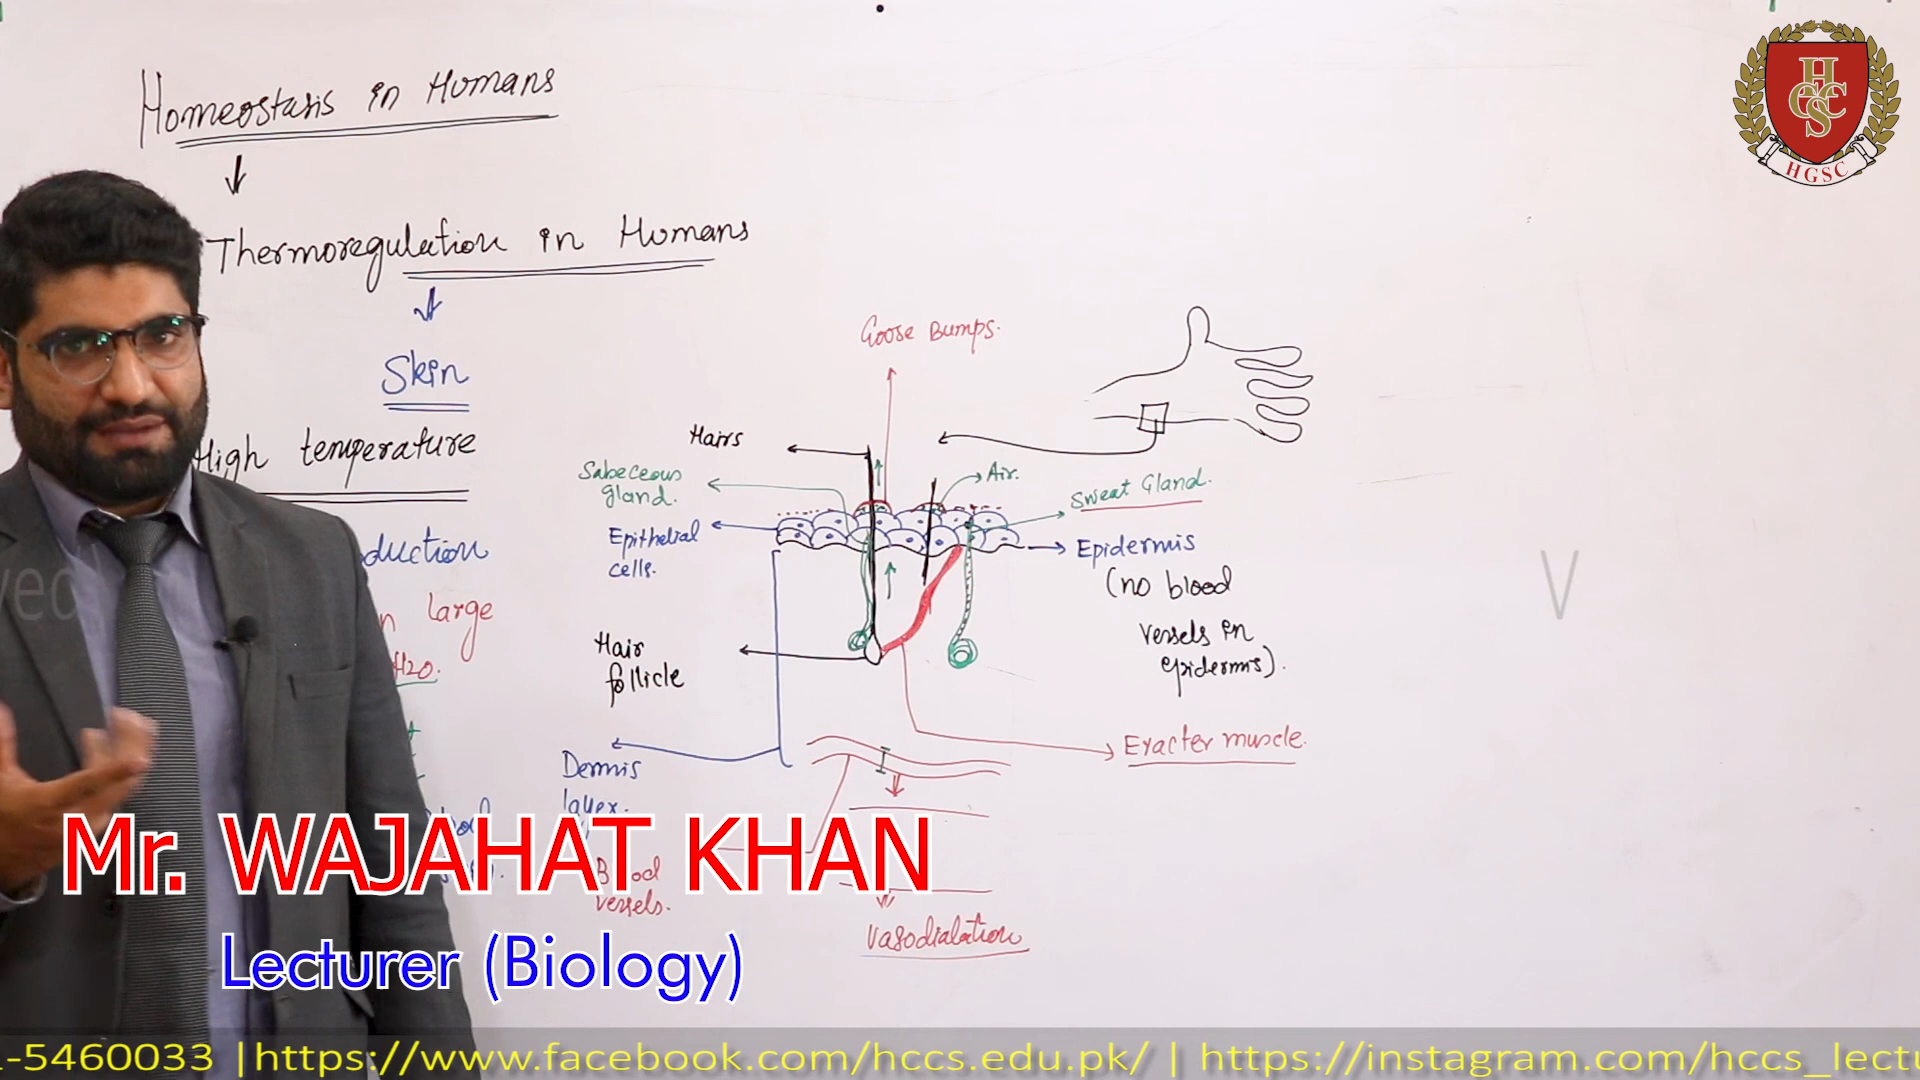 Homeostasis in Humans
Thermoregulation in Humans
Skin
High temperature
duction
n large
H2O.
Goose Bumps.
Hairs
Sabeceous
gland.
Epithelial
cells.
Hair
follicle
Dermis
layer.
Blood
vessels.
Air.
Sweat Gland.
Epidermis
(no blood
vessels in
epidermis).
Eracter muscle.
Vasodialation
HGSC
V
Mr. WAJAHAT KHAN
Lecturer (Biology)
-5460033 |https://www.facebook.com/hccs.edu.pk/ | https://instagram.com/hccs_lectu